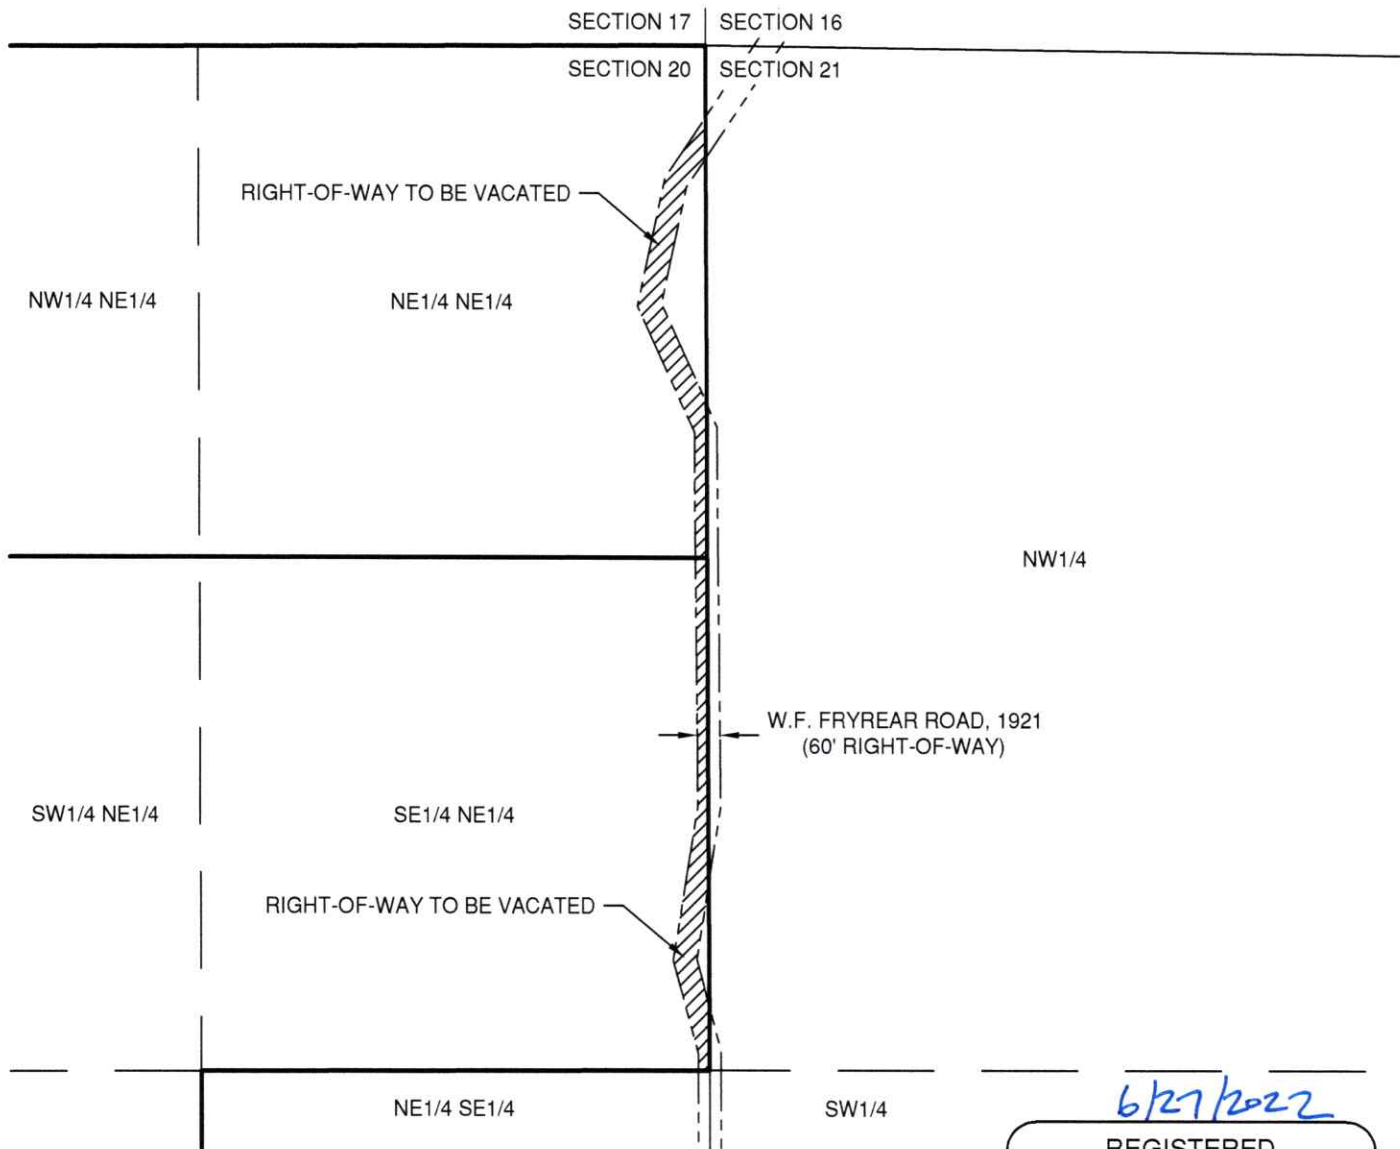 SECTION 17 SECTION 16
SECTION 20 SECTION 21
RIGHT-OF-WAY TO BE VACATED
NW1/4 NE1/4 NE1/4 NE1/4
NW1/4
W.F. FRYREAR ROAD, 1921
(60' RIGHT-OF-WAY)
SW1/4 NE1/4 SE1/4 NE1/4
RIGHT-OF-WAY TO BE VACATED
NE1/4 SE1/4 SW1/4
6/27/2022
REGISTERED